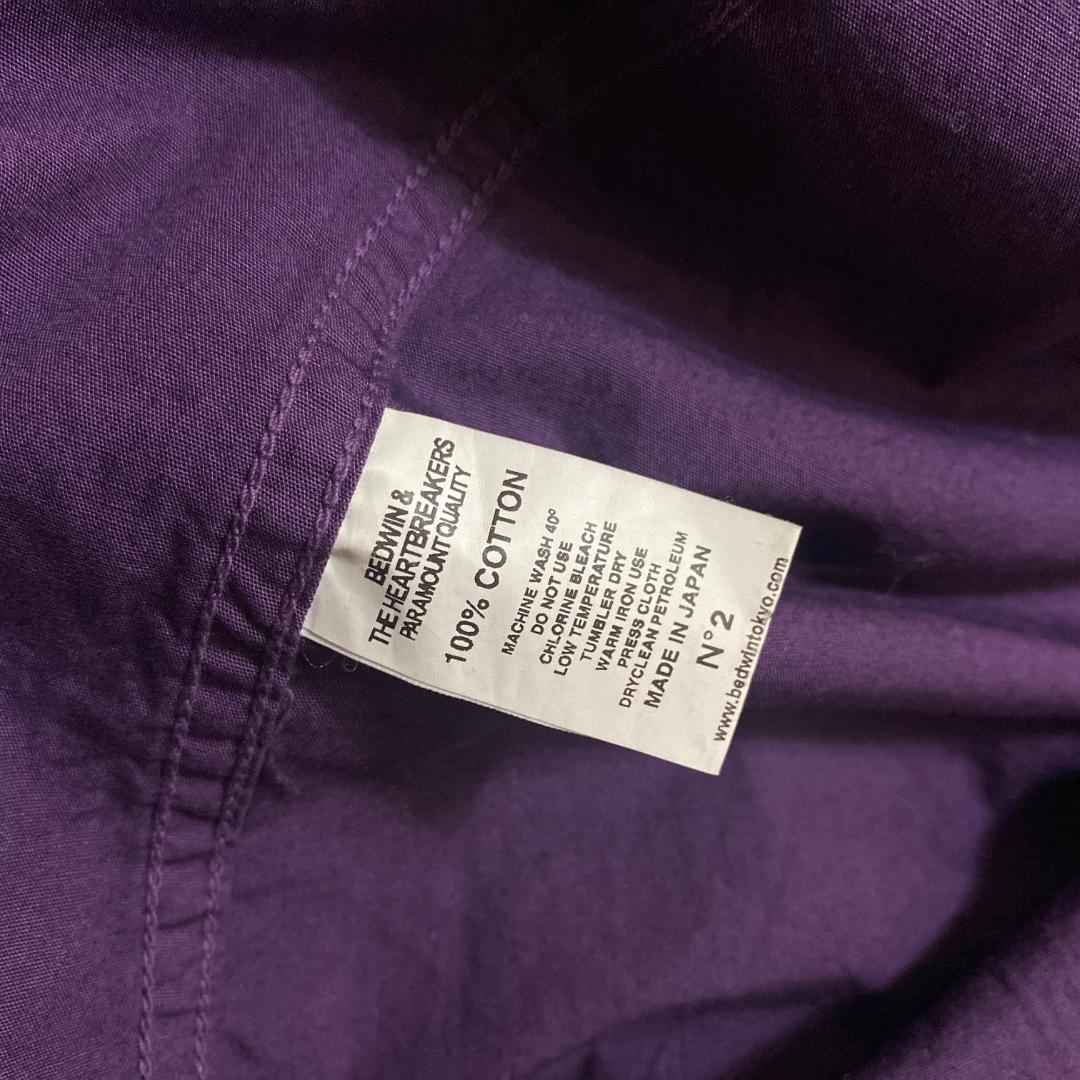 BEDWIN &
THE HEARTBREAKERS
PARAMOUNT QUALITY
100% COTTON
MACHINE WASH 40°
DO NOT USE
CHLORINE BLEACH
LOW TEMPERATURE
TUMBLER DRY
WARM IRON USE
PRESS CLOTH
DRYCLEAN PETROLEUM
MADE IN JAPAN
N°2
www.bedwintokyo.com